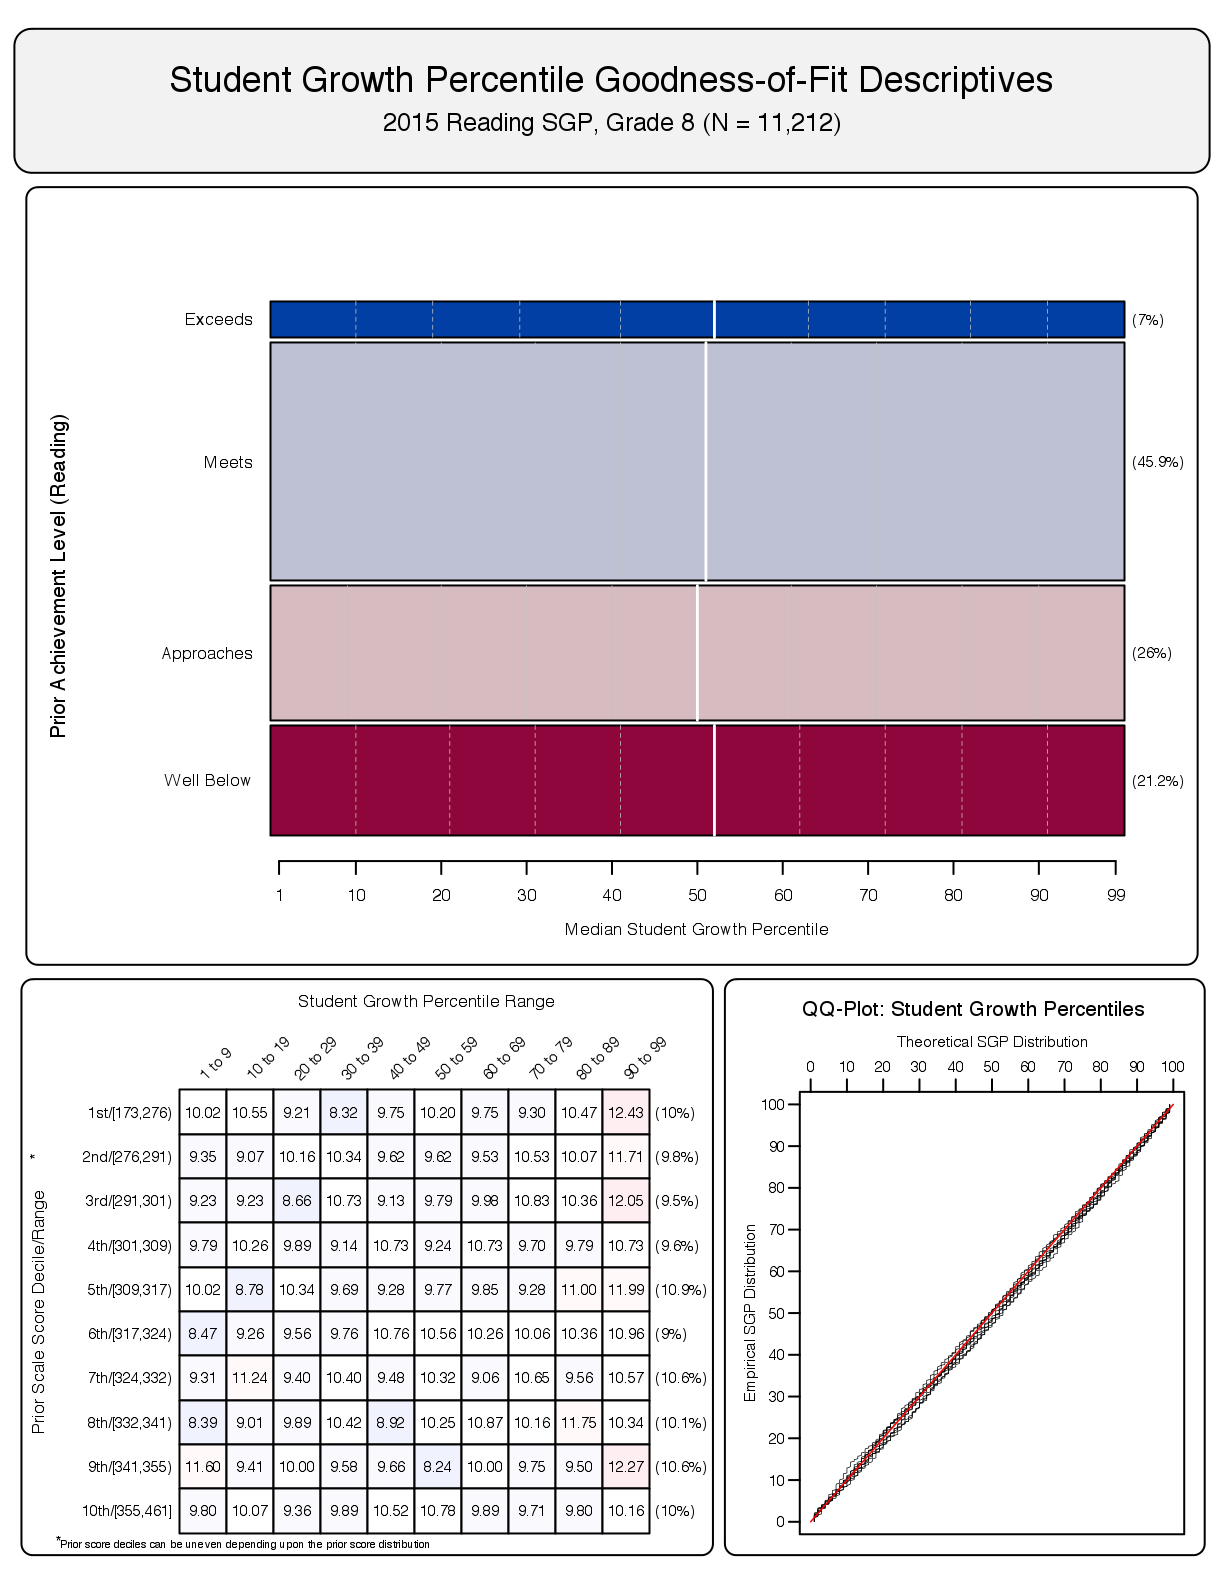 Student Growth Percentile Goodness-of-Fit Descriptives
2015 Reading SGP, Grade 8 (N = 11,212)
Prior Achievement Level (Reading)
Exceeds (7%)
Meets (45.9%)
Approaches (26%)
Well Below (21.2%)
1 10 20 30 40 50 60 70 80 90 99
Median Student Growth Percentile
Student Growth Percentile Range
1 to 9 10 to 19 20 to 29 30 to 39 40 to 49 50 to 59 60 to 69 70 to 79 80 to 89 90 to 99
Prior Scale Score Decile/Range *
1st/[173,276) 10.02 10.55 9.21 8.32 9.75 10.20 9.75 9.30 10.47 12.43 (10%)
2nd/[276,291) 9.35 9.07 10.16 10.34 9.62 9.62 9.53 10.53 10.07 11.71 (9.8%)
3rd/[291,301) 9.23 9.23 8.66 10.73 9.13 9.79 9.98 10.83 10.36 12.05 (9.5%)
4th/[301,309) 9.79 10.26 9.89 9.14 10.73 9.24 10.73 9.70 9.79 10.73 (9.6%)
5th/[309,317) 10.02 8.78 10.34 9.69 9.28 9.77 9.85 9.28 11.00 11.99 (10.9%)
6th/[317,324) 8.47 9.26 9.56 9.76 10.76 10.56 10.26 10.06 10.36 10.96 (9%)
7th/[324,332) 9.31 11.24 9.40 10.40 9.48 10.32 9.06 10.65 9.56 10.57 (10.6%)
8th/[332,341) 8.39 9.01 9.89 10.42 8.92 10.25 10.87 10.16 11.75 10.34 (10.1%)
9th/[341,355) 11.60 9.41 10.00 9.58 9.66 8.24 10.00 9.75 9.50 12.27 (10.6%)
10th/[355,461] 9.80 10.07 9.36 9.89 10.52 10.78 9.89 9.71 9.80 10.16 (10%)
*Prior score deciles can be uneven depending upon the prior score distribution
QQ-Plot: Student Growth Percentiles
Theoretical SGP Distribution
0 10 20 30 40 50 60 70 80 90 100
Empirical SGP Distribution
100
90
80
70
60
50
40
30
20
10
0